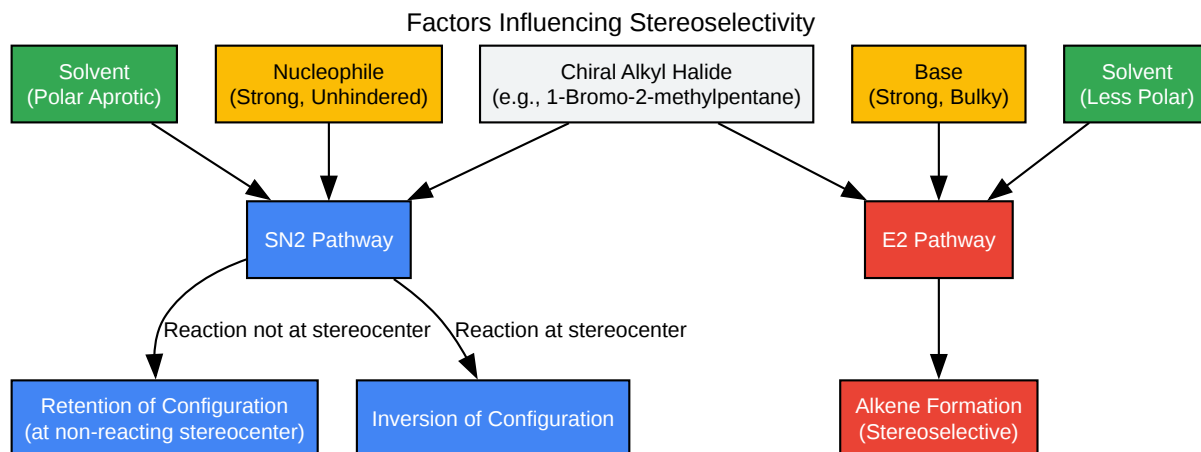 Factors Influencing Stereoselectivity
Solvent
(Polar Aprotic)
Nucleophile
(Strong, Unhindered)
Chiral Alkyl Halide
(e.g., 1-Bromo-2-methylpentane)
Base
(Strong, Bulky)
Solvent
(Less Polar)
SN2 Pathway
E2 Pathway
Reaction not at stereocenter
Reaction at stereocenter
Retention of Configuration
(at non-reacting stereocenter)
Inversion of Configuration
Alkene Formation
(Stereoselective)